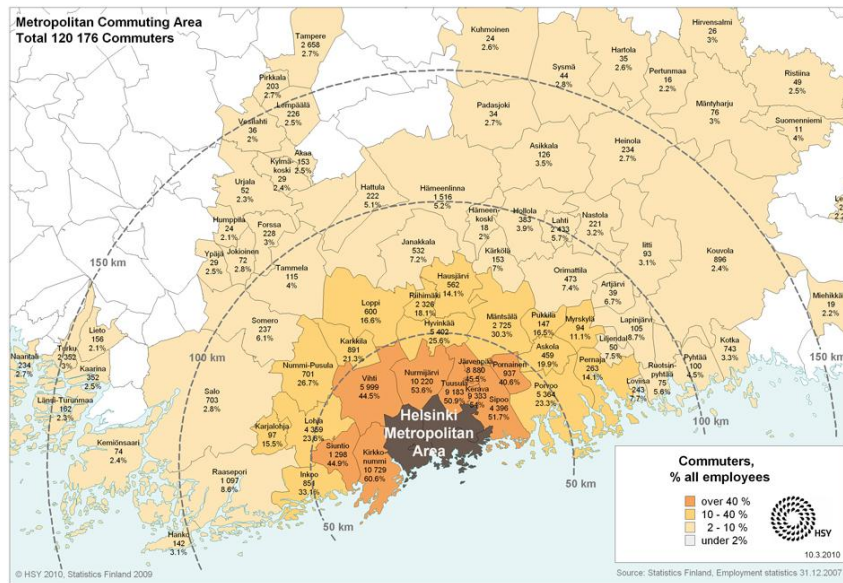 Metropolitan Commuting Area
Total 120 176 Commuters
Tampere
2 658
2.7%
Kuhmoinen
24
2.6%
Hirvensalmi
26
3%
Hartola
35
2.6%
Sysmä
44
2.8%
Pertunmaa
16
2.2%
Ristiina
49
2.5%
Pirkkala
203
2.7%
Lempäälä
226
2.5%
Vesilahti
36
2%
Padasjoki
34
2.7%
Mäntyharju
76
3%
Suomenniemi
11
4%
Akaa
153
2.5%
Kylmä-
koski
29
2.4%
Asikkala
126
3.5%
Heinola
234
2.7%
Urjala
52
2.3%
Hattula
222
5.1%
Hämeenlinna
1 516
5.2%
Humppila
24
2.1%
Forssa
228
3%
Hämeen-
koski
18
2%
Hollola
383
3.9%
Lahti
2 433
5.7%
Nastola
221
3.2%
Iitti
93
3.1%
Kouvola
896
2.4%
Ypäjä
29
2.5%
Jokioinen
72
2.8%
Janakkala
532
7.2%
Kärkölä
153
7%
150 km
Tammela
115
4%
Orimattila
473
7.4%
Artjärvi
39
6.7%
Hausjärvi
562
14.1%
Miehikkälä
19
2.2%
Loppi
600
16.6%
Riihimäki
2 326
18.1%
Mäntsälä
2 725
30.3%
Pukkila
147
16.5%
Myrskylä
94
11.1%
Lapinjärvi
105
8.7%
Somero
237
6.1%
Hyvinkää
5 402
25.6%
Lieto
156
2.1%
Turku
2 352
3%
Naantali
234
2.7%
Kaarina
352
2.5%
Länsi-Turunmaa
162
2.3%
100 km
Karkkila
891
21.3%
Askola
459
19.9%
Liljendal
50
7.5%
Pernaja
263
14.1%
Ruotsin-
pyhtää
75
5.6%
Pyhtää
100
4.5%
Kotka
743
3.3%
150 km
Nummi-Pusula
701
26.7%
Vihti
5 999
44.5%
Nurmijärvi
10 220
53.6%
Järvenpää
8 880
45.5%
Pornainen
937
40.6%
Tuusula
9 183
50.9%
Kerava
9 333
Sipoo
4 396
51.7%
Porvoo
5 364
23.3%
Loviisa
243
7.7%
Salo
703
2.8%
Karjalohja
97
15.5%
Lohja
4 359
23.6%
Helsinki
Metropolitan
Area
100 km
Kemiönsaari
74
2.4%
Siuntio
1 298
44.9%
Kirkko-
nummi
10 729
60.6%
Raasepori
1 097
8.6%
Inkoo
851
33.1%
50 km
50 km
Hanko
142
3.1%
Commuters,
% all employees
over 40 %
10 - 40 %
2 - 10 %
under 2%
HSY
10.3.2010
© HSY 2010, Statistics Finland 2009
Source: Statistics Finland, Employment statistics 31.12.2007